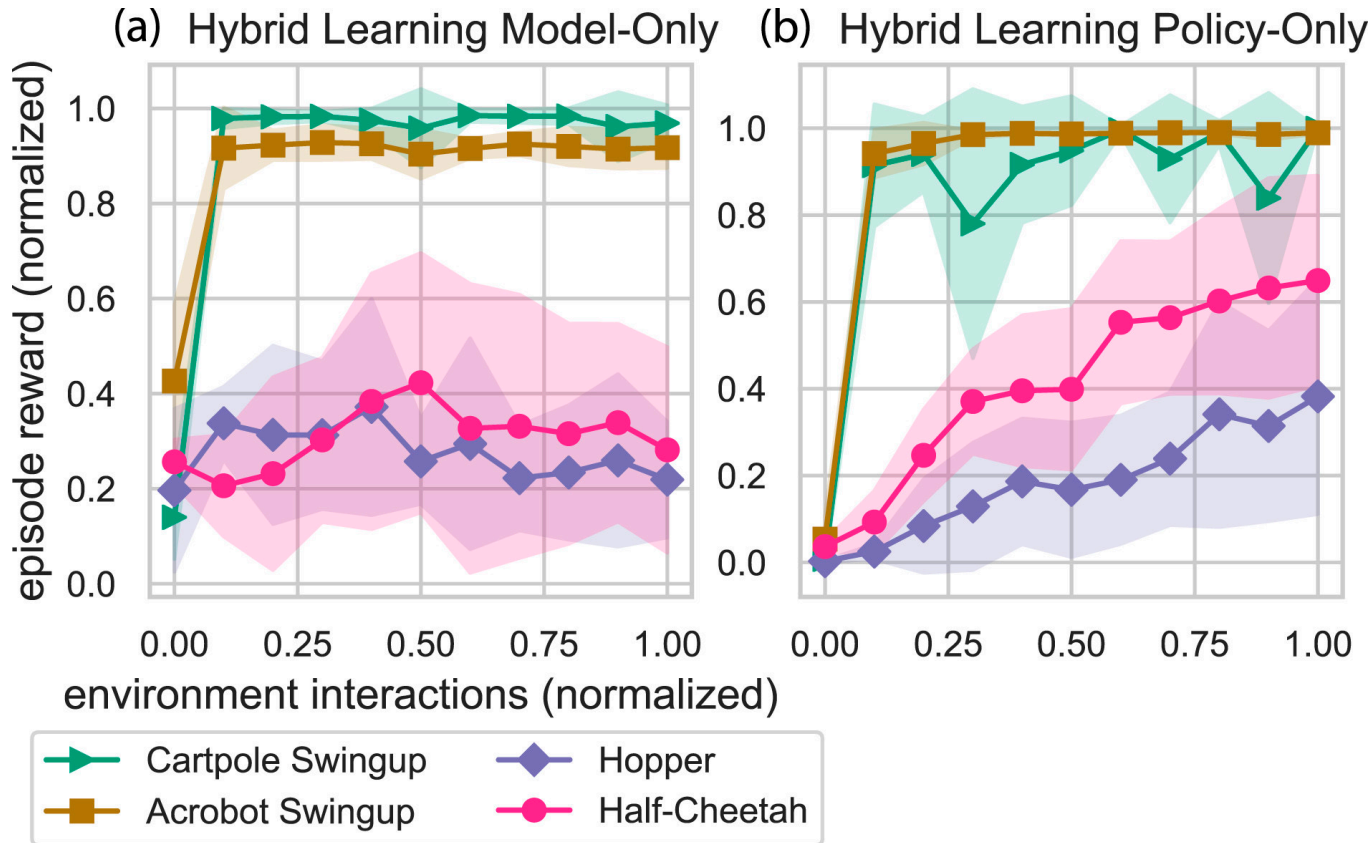 (a) Hybrid Learning Model-Only
(b) Hybrid Learning Policy-Only
episode reward (normalized)
1.0
0.8
0.6
0.4
0.2
0.0
0.00 0.25 0.50 0.75 1.00
1.0
0.8
0.6
0.4
0.2
0.0
0.00 0.25 0.50 0.75 1.00
environment interactions (normalized)
Cartpole Swingup
Acrobot Swingup
Hopper
Half-Cheetah